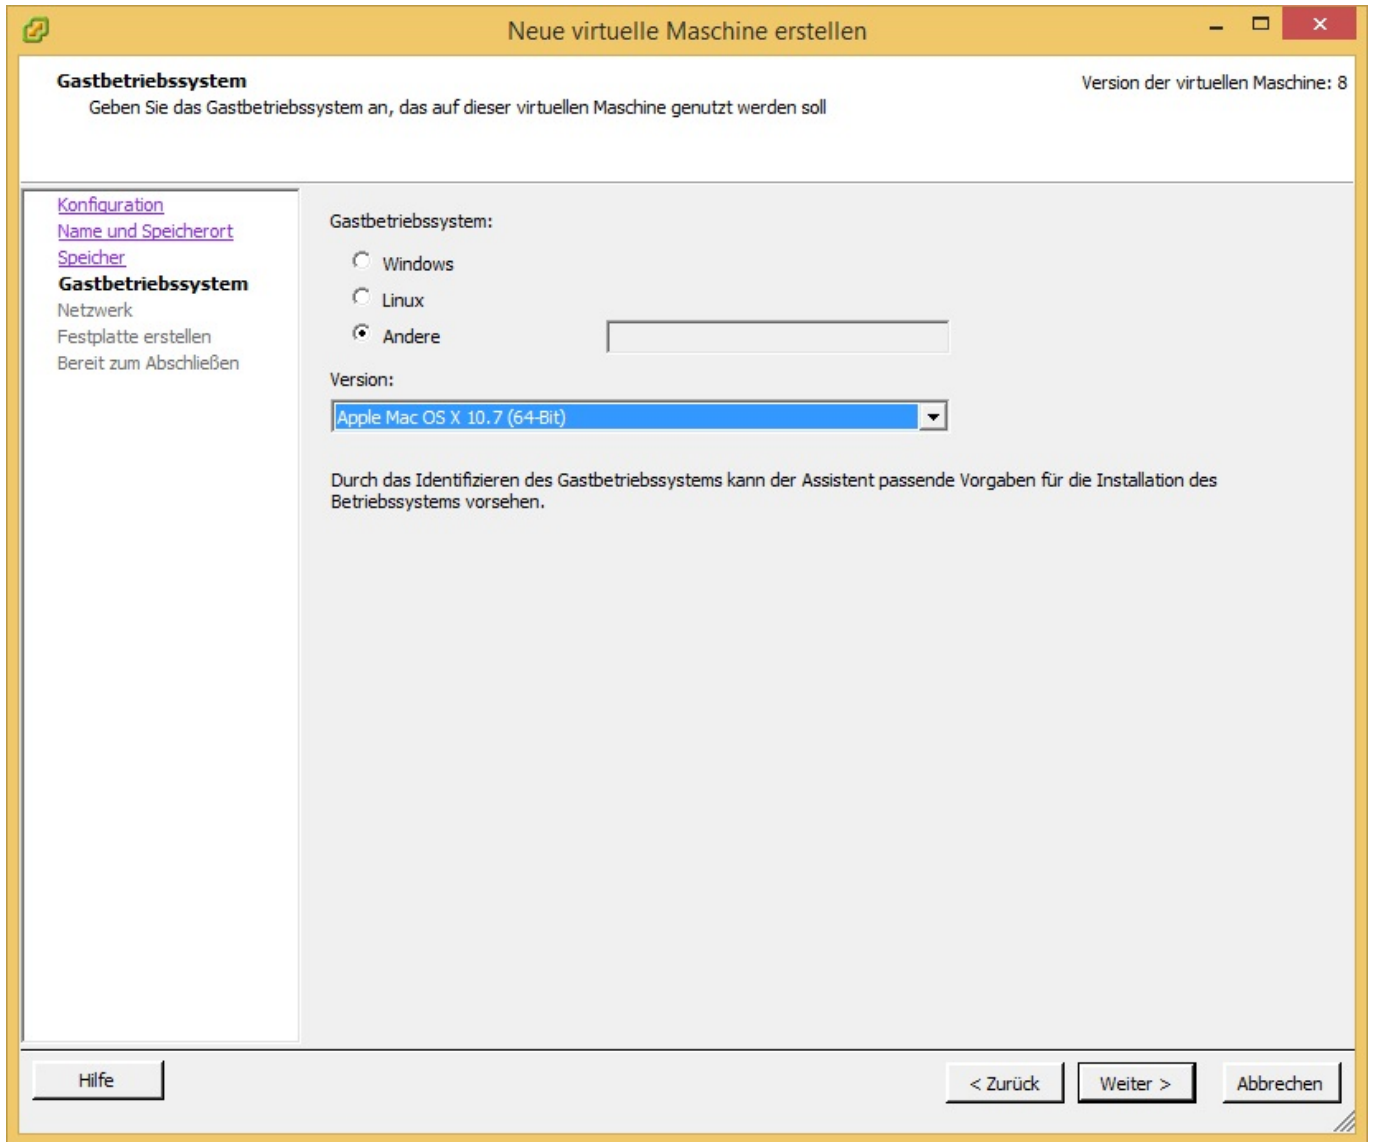 Neue virtuelle Maschine erstellen
Gastbetriebssystem
Version der virtuellen Maschine: 8
Geben Sie das Gastbetriebssystem an, das auf dieser virtuellen Maschine genutzt werden soll
Konfiguration
Name und Speicherort
Speicher
Gastbetriebssystem
Netzwerk
Festplatte erstellen
Bereit zum Abschließen
Gastbetriebssystem:
Windows
Linux
Andere
Version:
Apple Mac OS X 10.7 (64-Bit)
Durch das Identifizieren des Gastbetriebssystems kann der Assistent passende Vorgaben für die Installation des
Betriebssystems vorsehen.
Hilfe
< Zurück
Weiter >
Abbrechen